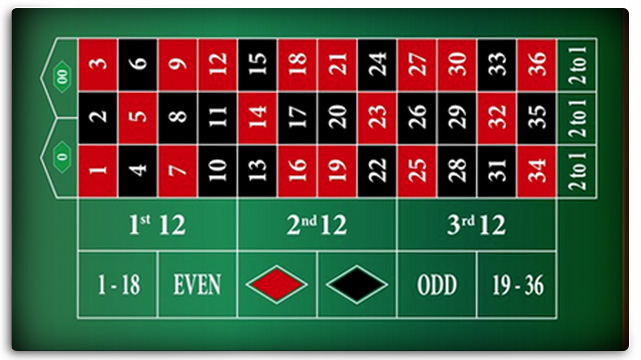 00 3 6 9 12 15 18 21 24 27 30 33 36 2 to 1
2 5 8 11 14 17 20 23 26 29 32 35 2 to 1
0 1 4 7 10 13 16 19 22 25 28 31 34 2 to 1
1st 12 2nd 12 3rd 12
1 - 18 EVEN ODD 19 - 36